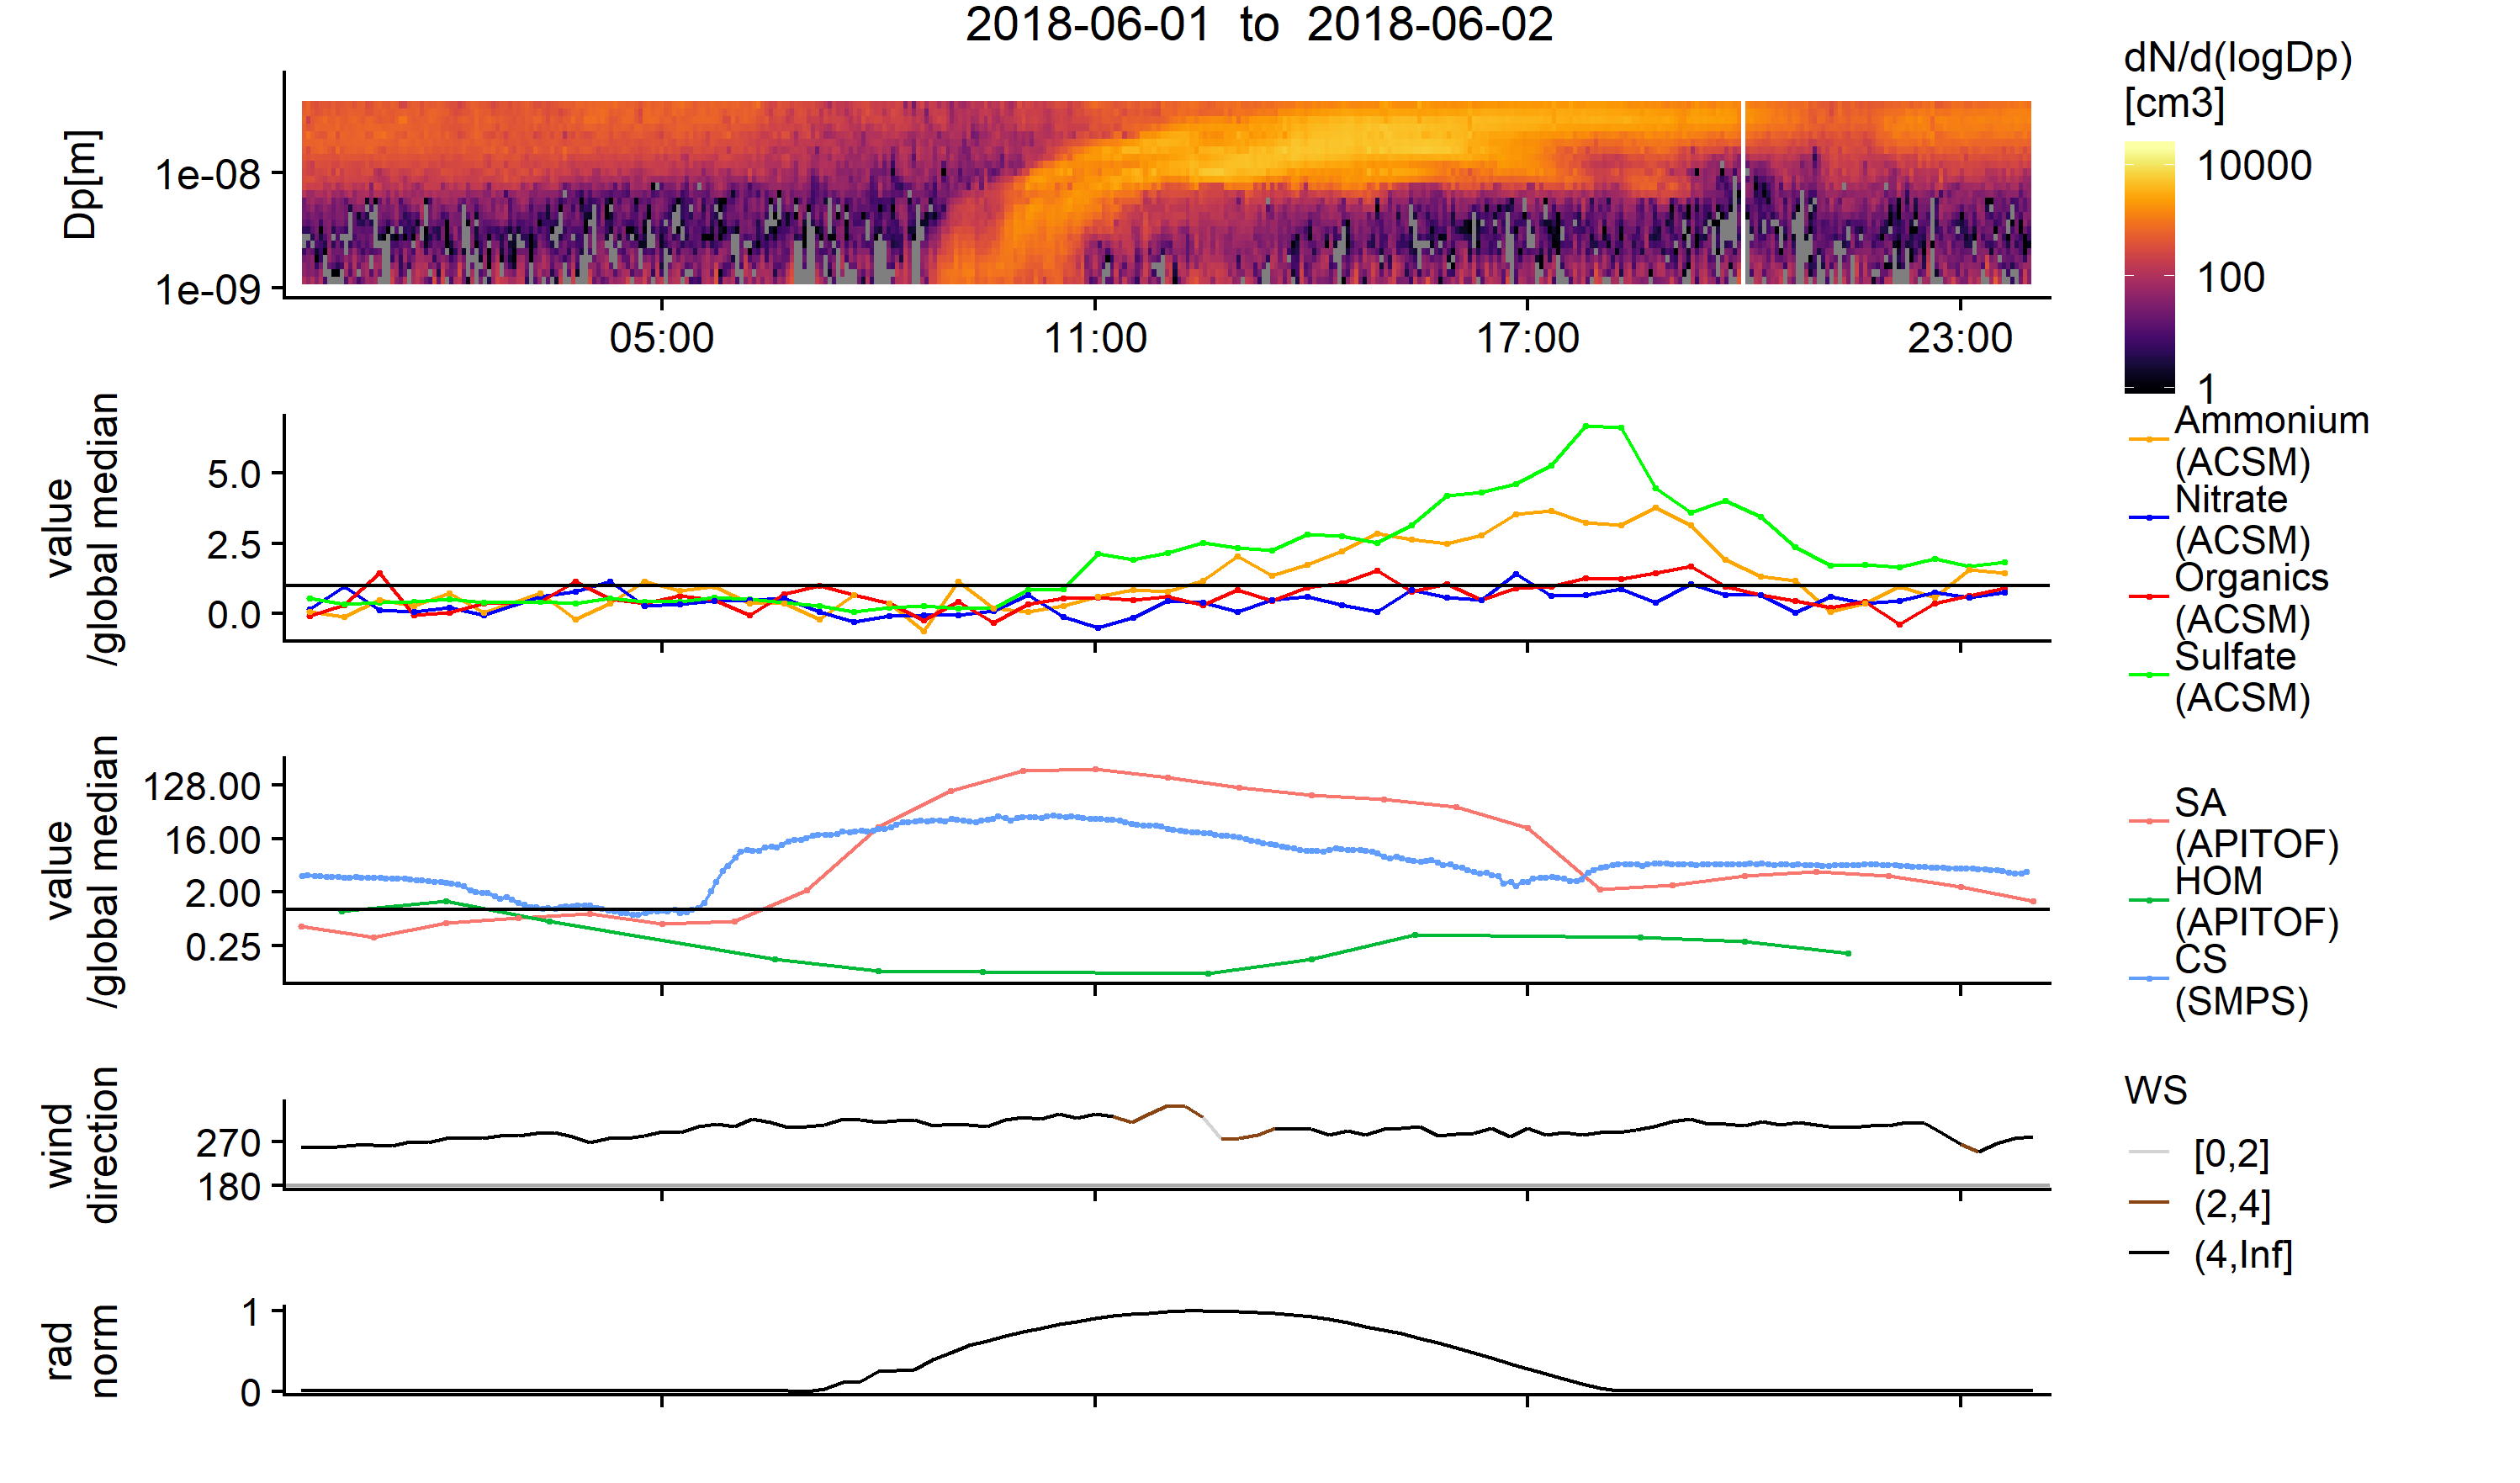 2018-06-01 to 2018-06-02
Dp[m]
1e-08
1e-09
05:00
11:00
17:00
23:00
dN/d(logDp)
[cm3]
10000
100
1
value
/global median
5.0
2.5
0.0
Ammonium
(ACSM)
Nitrate
(ACSM)
Organics
(ACSM)
Sulfate
(ACSM)
value
/global median
128.00
16.00
2.00
0.25
SA
(APITOF)
HOM
(APITOF)
CS
(SMPS)
wind
direction
270
180
WS
[0,2]
(2,4]
(4,Inf]
rad
norm
1
0